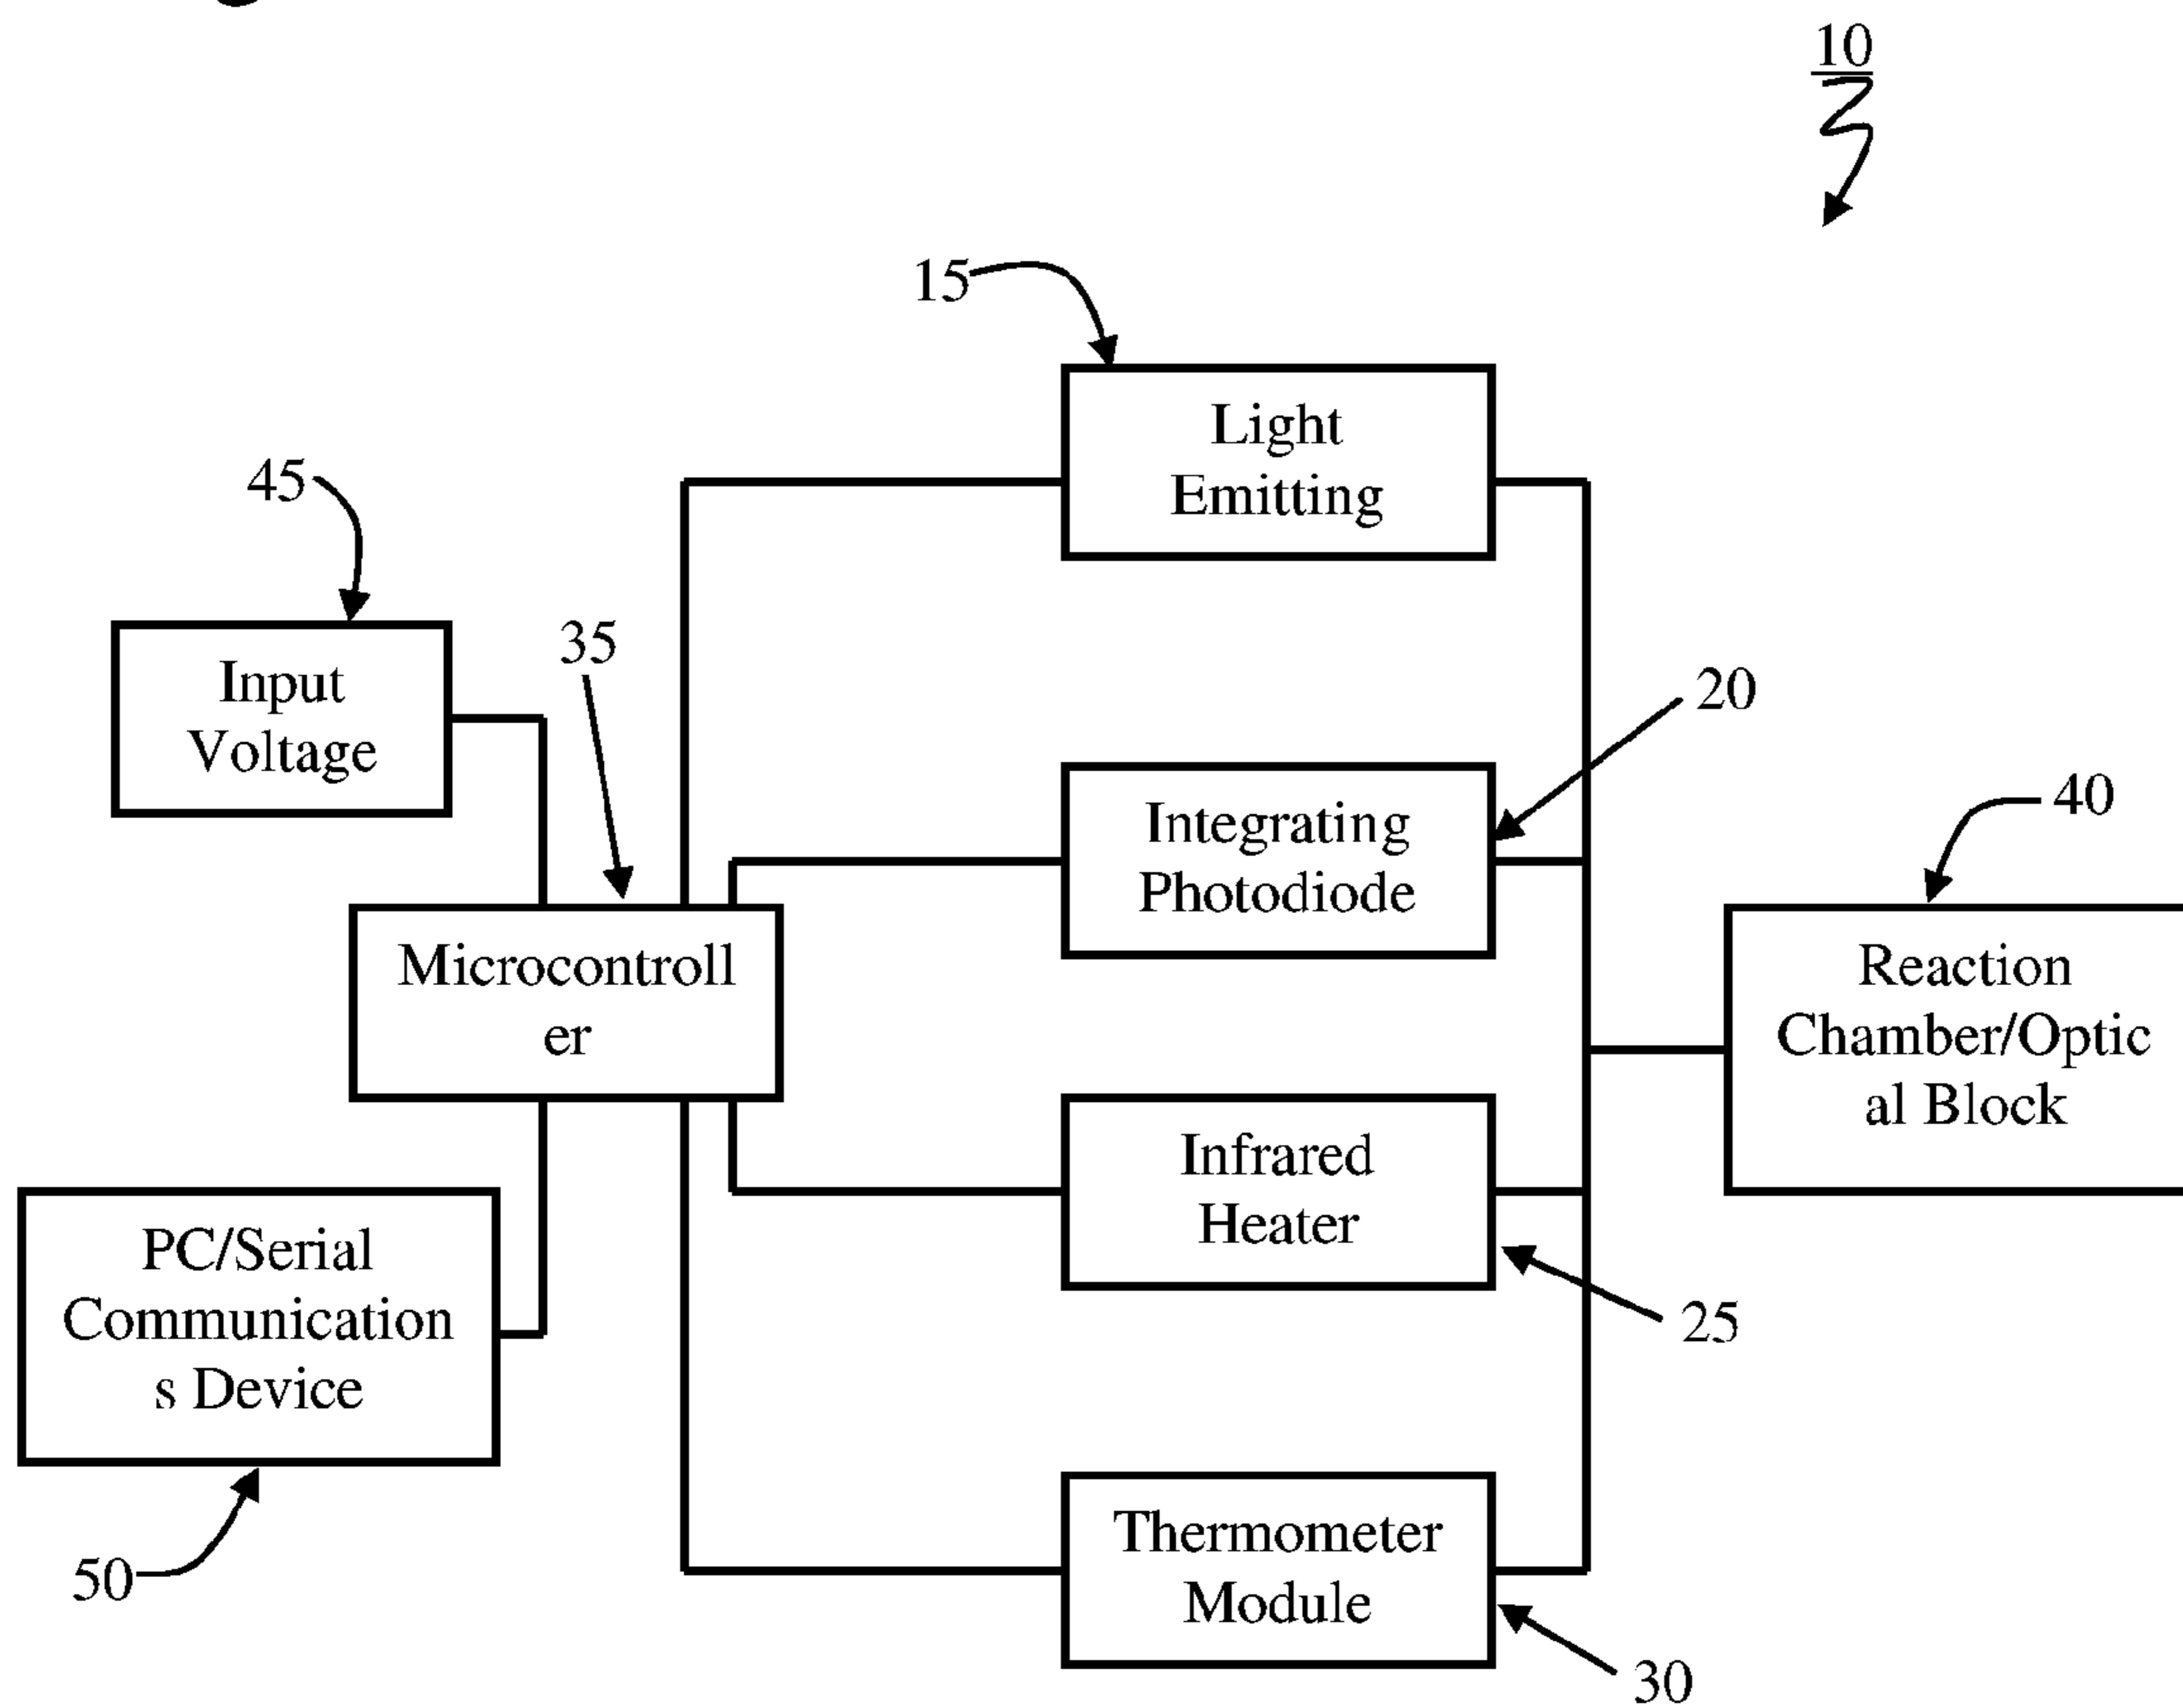 10
15
Light
Emitting
45
35
Input
Voltage
20
Integrating
Photodiode
40
Microcontroll
er
Reaction
Chamber/Optic
al Block
Infrared
Heater
25
PC/Serial
Communication
s Device
50
Thermometer
Module
30